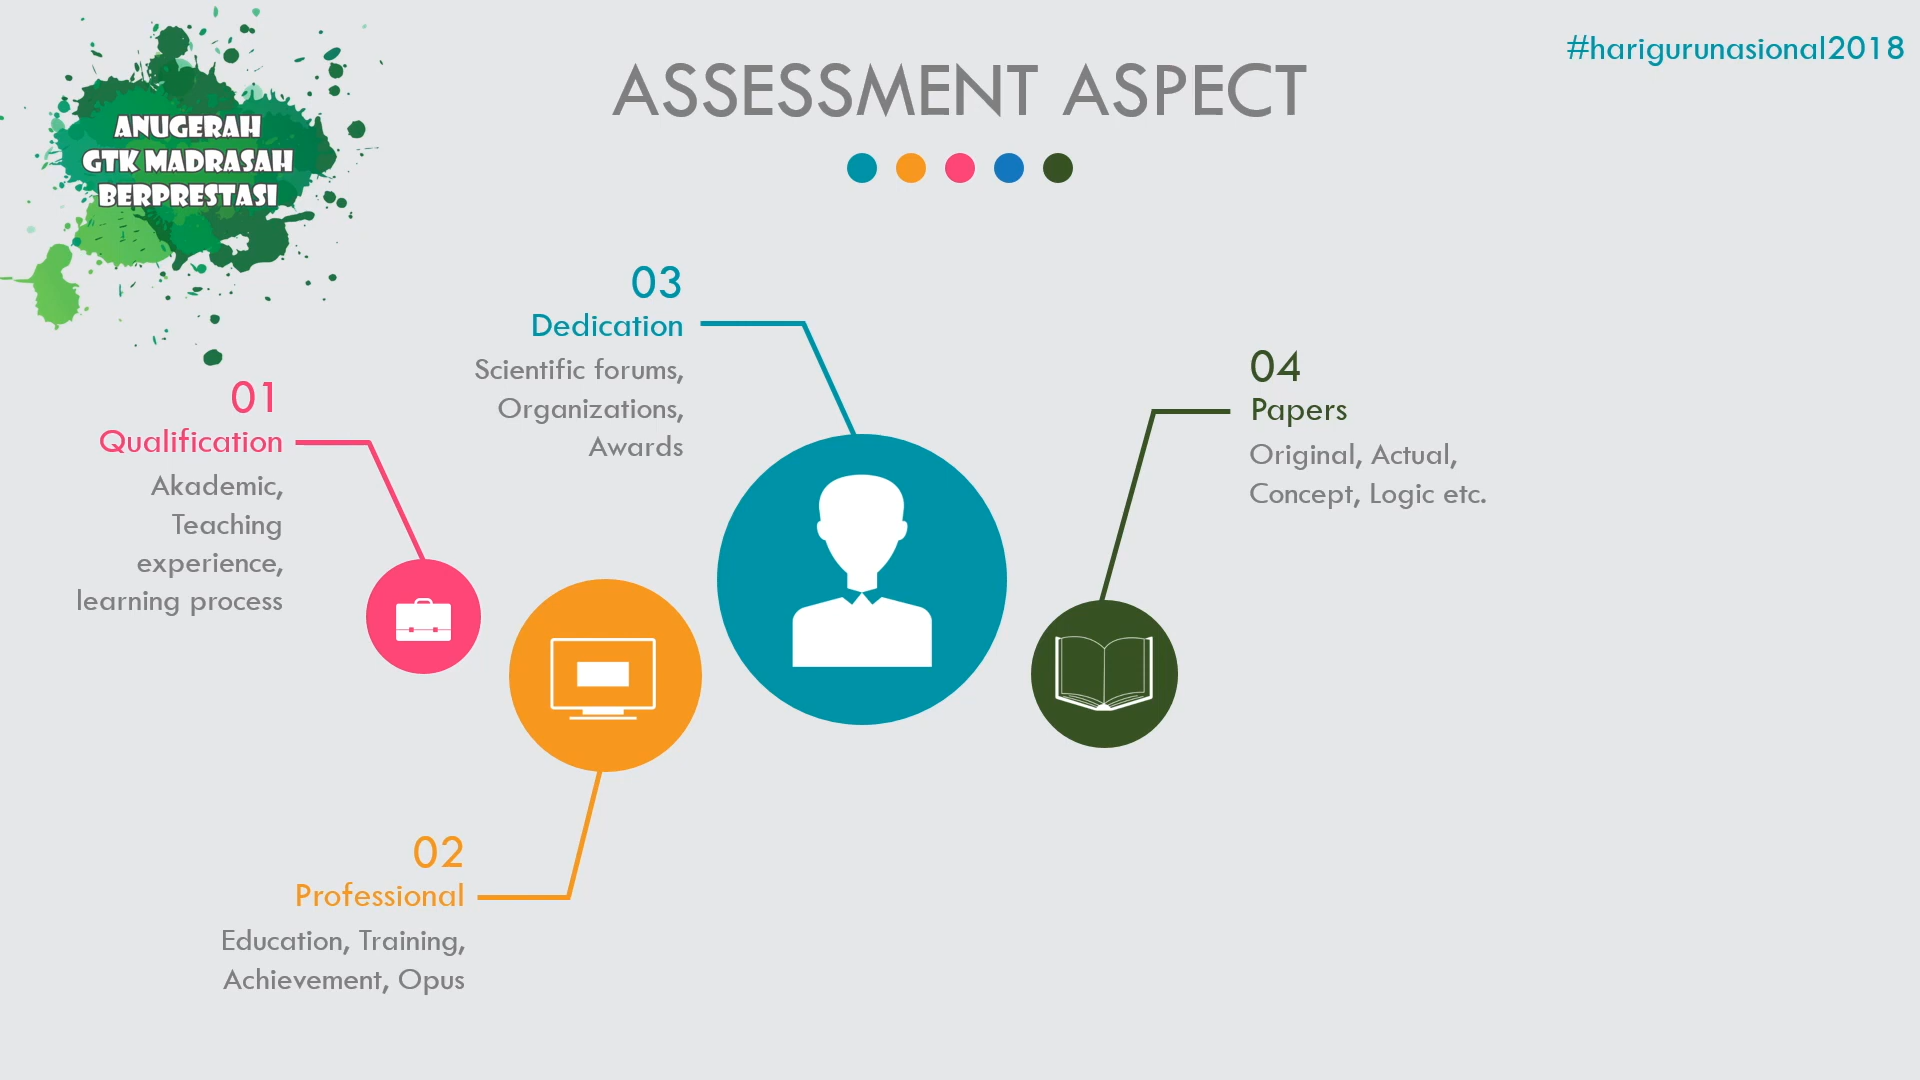 ANUGERAH
GTK MADRASAH
BERPRESTASI
#harigurunasional2018
ASSESSMENT ASPECT
01
Qualification
Akademic,
Teaching
experience,
learning process
02
Professional
Education, Training,
Achievement, Opus
03
Dedication
Scientific forums,
Organizations,
Awards
04
Papers
Original, Actual,
Concept, Logic etc.